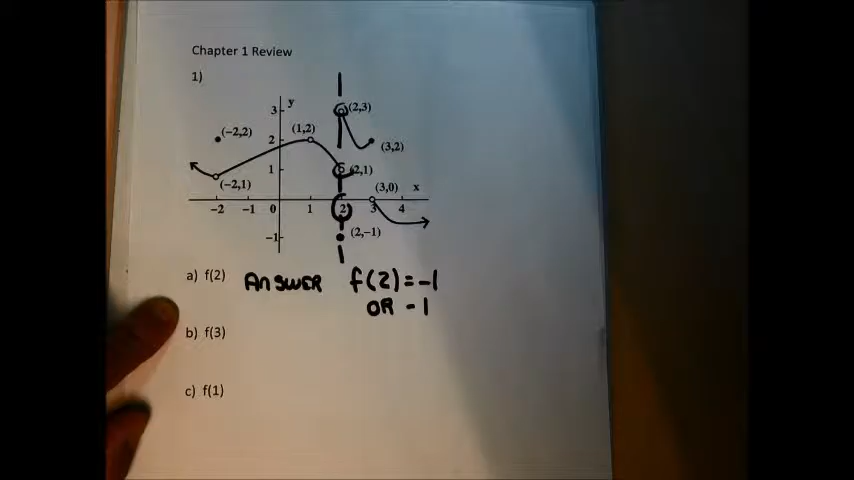 Chapter 1 Review
1)
y
3
(2,3)
(−2,2)
(1,2)
2
(3,2)
1
(2,1)
(−2,1)
(3,0)
x
−2 −1 0 1 2 3 4
−1
(2,−1)
a) f(2) ANSWER f(2)=-1
OR -1
b) f(3)
c) f(1)